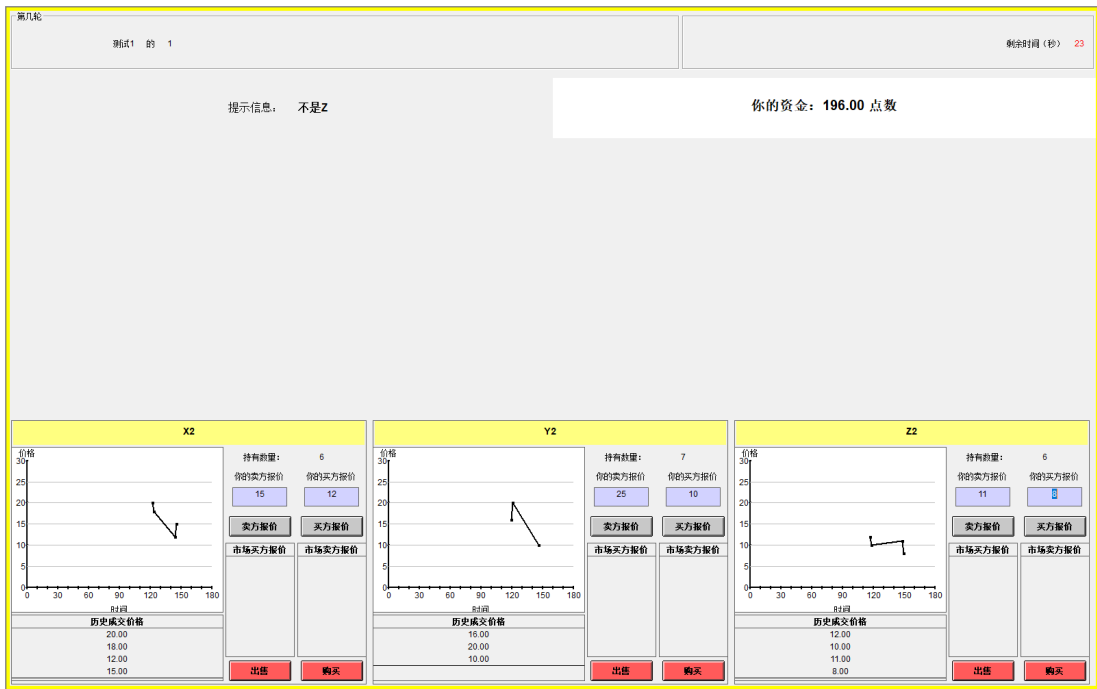 第几轮
测试1 的 1
剩余时间（秒） 23
提示信息： 不是Z
你的资金：196.00 点数
X2
价格
30
25
20
15
10
5
0
0 30 60 90 120 150 180
时间
历史成交价格
20.00
18.00
12.00
15.00
持有数量： 6
你的卖方报价 你的买方报价
15 12
卖方报价 买方报价
市场买方报价 市场卖方报价
出售 购买
Y2
价格
30
25
20
15
10
5
0
0 30 60 90 120 150 180
时间
历史成交价格
16.00
20.00
10.00
持有数量： 7
你的卖方报价 你的买方报价
25 10
卖方报价 买方报价
市场买方报价 市场卖方报价
出售 购买
Z2
价格
30
25
20
15
10
5
0
0 30 60 90 120 150 180
时间
历史成交价格
12.00
10.00
11.00
8.00
持有数量： 6
你的卖方报价 你的买方报价
11 8
卖方报价 买方报价
市场买方报价 市场卖方报价
出售 购买